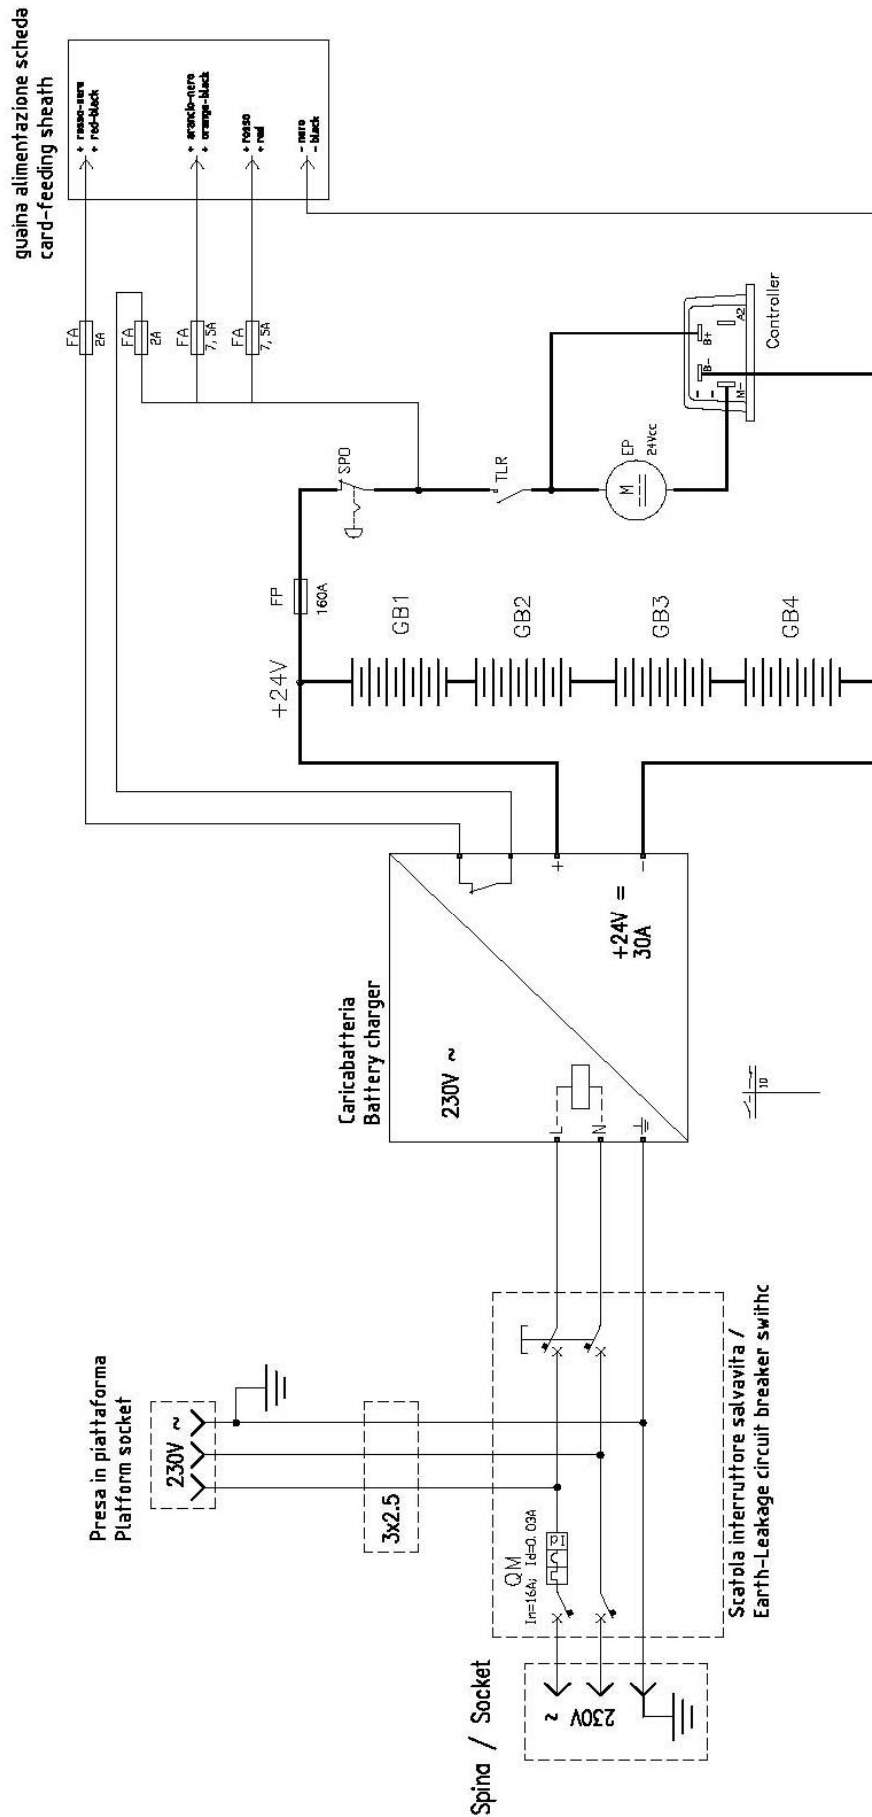 guaina alimentazione scheda
card-feeding sheath
+ rosso-nero
+ red-black
+ arancio-nero
+ orange-black
+ rosso
+ red
- nero
- black
FA
2A
FA
2A
FA
7,5A
FA
7,5A
SPO
TLR
B+
B-
A2
M-
Controller
M
EP
24Vcc
FP
160A
+24V
GB1
GB2
GB3
GB4
Caricabatteria
Battery charger
230V ~
+24V =
30A
+
-
L
N
10
Presa in piattaforma
Platform socket
230V ~
3x2.5
QM
In=16A; Id=0.03A
Id
Scatola interruttore salvavita /
Earth-Leakage circuit breaker swithc
Spina / Socket
~ 230V